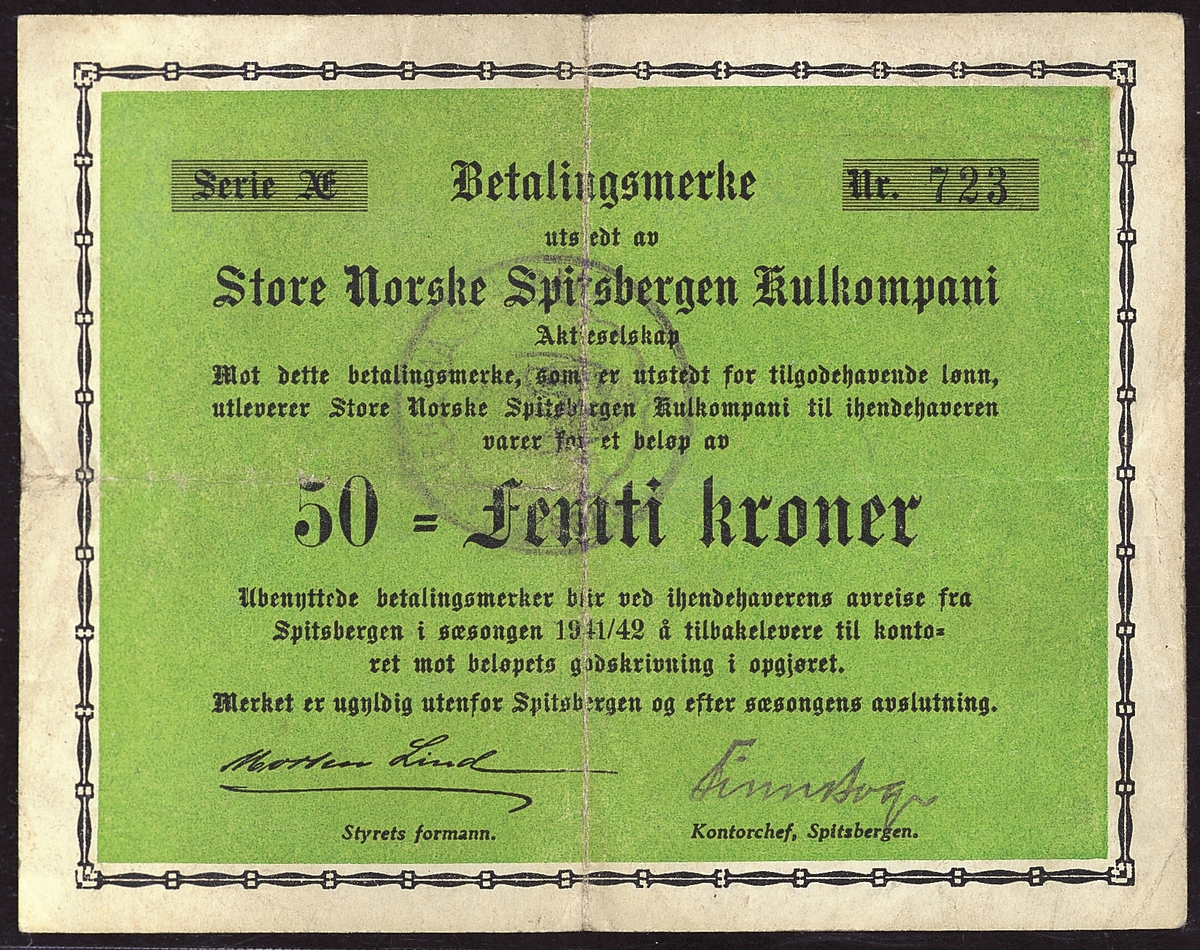 Serie Æ
Betalingsmerke
Nr. 723
utstedt av
Store Norske Spitsbergen Kulkompani
Aktieselskap
Mot dette betalingsmerke, som er utstedt for tilgodehavende lønn,
utleverer Store Norske Spitsbergen Kulkompani til ihendehaveren
varer for et beløp av
50 = Femti kroner
Ubenyttede betalingsmerker blir ved ihendehaverens avreise fra
Spitsbergen i sæsongen 1941/42 å tilbakelevere til konto=
ret mot beløpets godskrivning i opgjøret.
Merket er ugyldig utenfor Spitsbergen og efter sæsongens avslutning.
Morten Lind
Styrets formann.
Kontorchef, Spitsbergen.